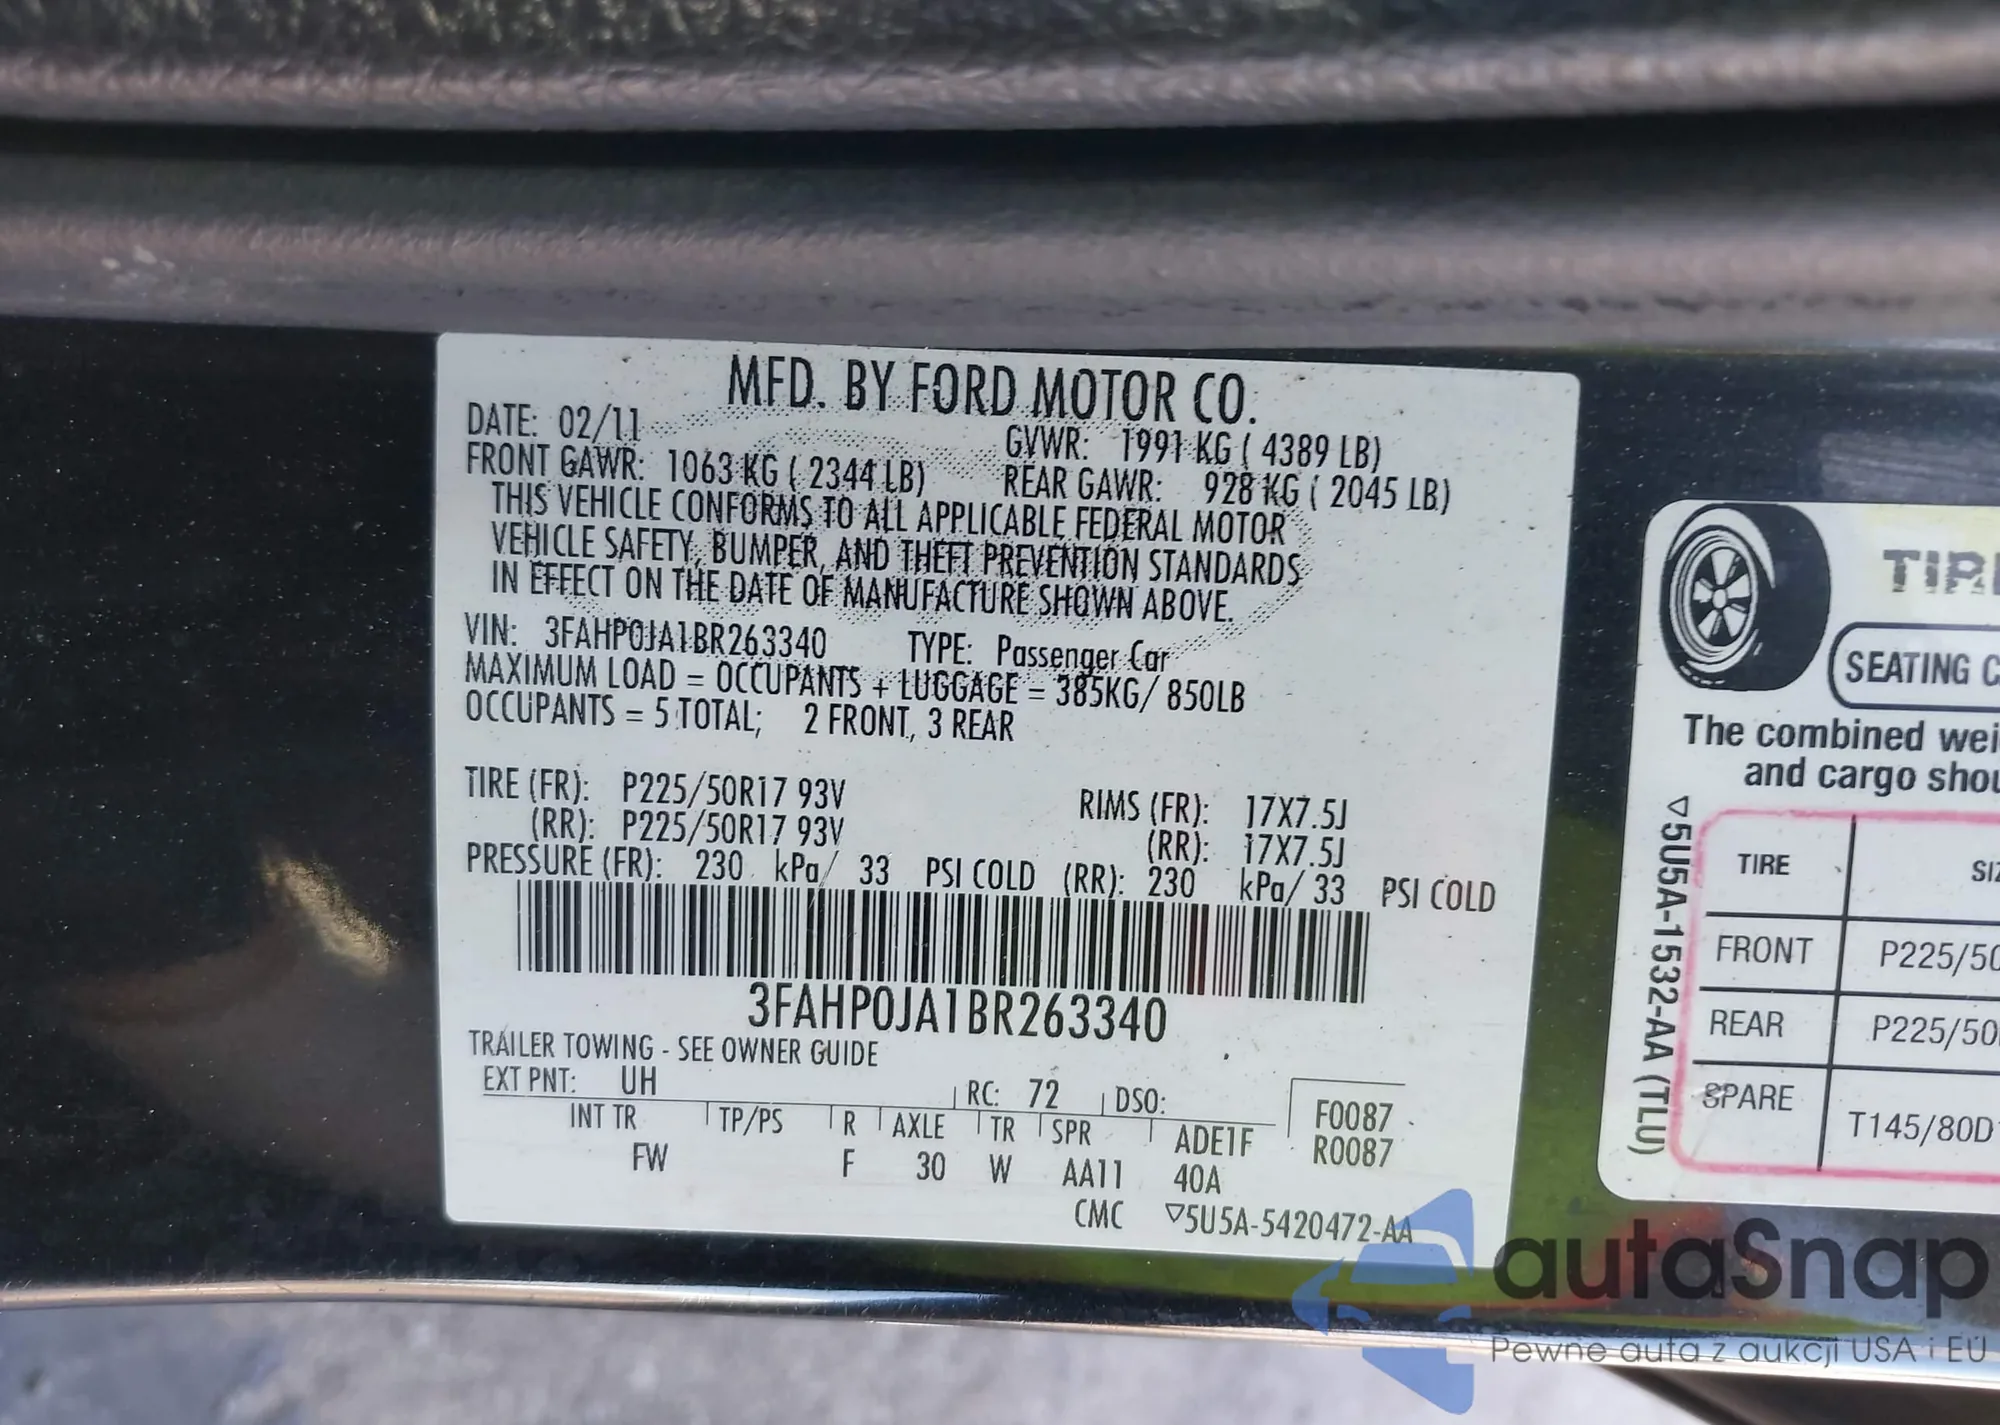 MFD. BY FORD MOTOR CO.
DATE: 02/11
GVWR: 1991 KG ( 4389 LB)
FRONT GAWR: 1063 KG ( 2344 LB)
REAR GAWR: 928 KG ( 2045 LB)
THIS VEHICLE CONFORMS TO ALL APPLICABLE FEDERAL MOTOR
VEHICLE SAFETY, BUMPER, AND THEFT PREVENTION STANDARDS
IN EFFECT ON THE DATE OF MANUFACTURE SHOWN ABOVE.
VIN: 3FAHP0JA1BR263340 TYPE: Passenger Car
MAXIMUM LOAD = OCCUPANTS + LUGGAGE = 385KG/ 850LB
OCCUPANTS = 5 TOTAL; 2 FRONT, 3 REAR
TIRE (FR): P225/50R17 93V RIMS (FR): 17X7.5J
(RR): P225/50R17 93V (RR): 17X7.5J
PRESSURE (FR): 230 kPa/ 33 PSI COLD (RR): 230 kPa/ 33 PSI COLD
3FAHP0JA1BR263340
TRAILER TOWING - SEE OWNER GUIDE
EXT PNT: UH RC: 72 DSO:
INT TR TP/PS R AXLE TR SPR ADE1F
FW F 30 W AA11 40A
F0087
R0087
CMC ▽5U5A-5420472-AA
TIR
SEATING C
The combined wei
and cargo shou
▽5U5A-1532-AA (TLU)
TIRE SIZ
FRONT P225/50
REAR P225/50
SPARE T145/80D
autaSnap
Pewne auta z aukcji USA i EU